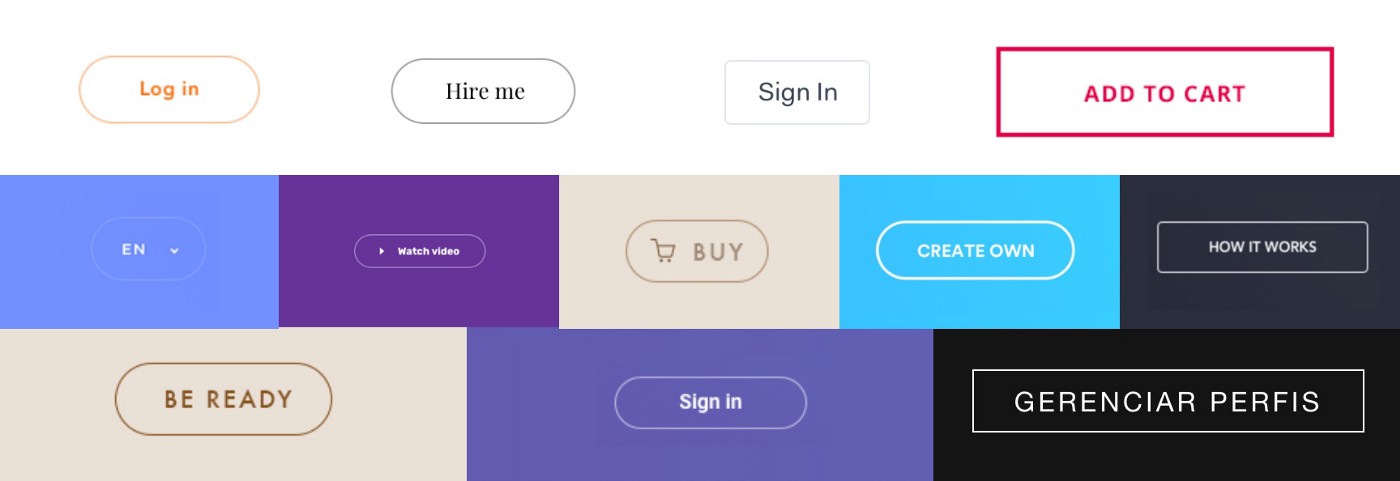 Log in
Hire me
Sign In
ADD TO CART
EN
Watch video
BUY
CREATE OWN
HOW IT WORKS
BE READY
Sign in
GERENCIAR PERFIS